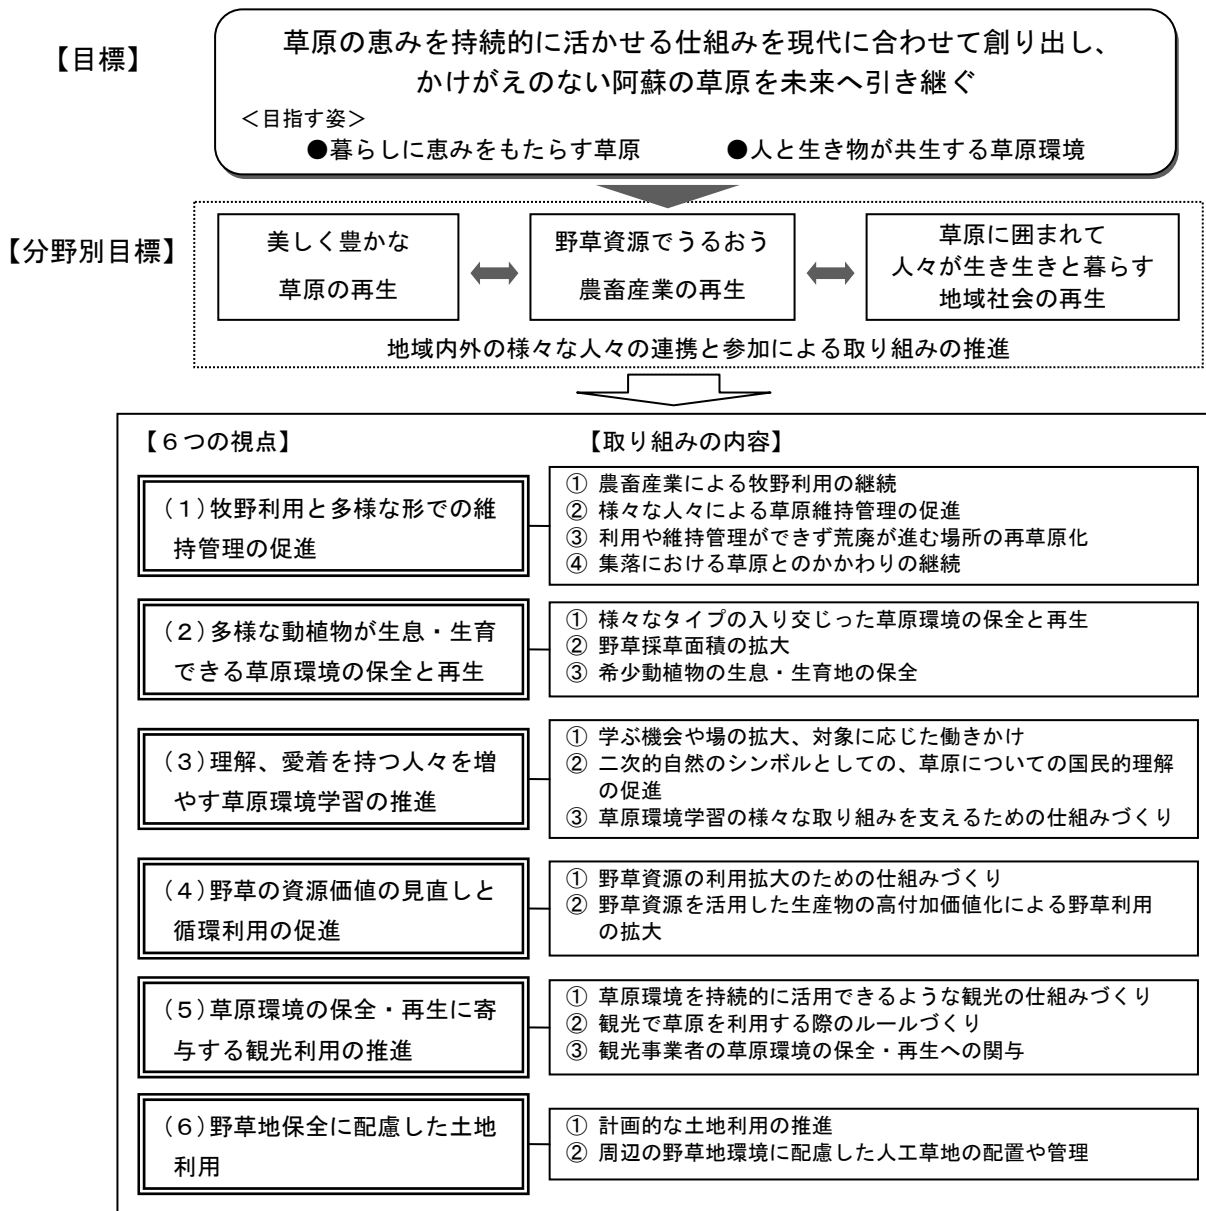 【目標】
草原の恵みを持続的に活かせる仕組みを現代に合わせて創り出し、
かけがえのない阿蘇の草原を未来へ引き継ぐ
＜目指す姿＞
●暮らしに恵みをもたらす草原　●人と生き物が共生する草原環境
【分野別目標】
美しく豊かな
草原の再生
野草資源でうるおう
農畜産業の再生
草原に囲まれて
人々が生き生きと暮らす
地域社会の再生
地域内外の様々な人々の連携と参加による取り組みの推進
【６つの視点】
【取り組みの内容】
（１）牧野利用と多様な形での維
持管理の促進
① 農畜産業による牧野利用の継続
② 様々な人々による草原維持管理の促進
③ 利用や維持管理ができず荒廃が進む場所の再草原化
④ 集落における草原とのかかわりの継続
（２）多様な動植物が生息・生育
できる草原環境の保全と再生
① 様々なタイプの入り交じった草原環境の保全と再生
② 野草採草面積の拡大
③ 希少動植物の生息・生育地の保全
（３）理解、愛着を持つ人々を増
やす草原環境学習の推進
① 学ぶ機会や場の拡大、対象に応じた働きかけ
② 二次的自然のシンボルとしての、草原についての国民的理解
の促進
③ 草原環境学習の様々な取り組みを支えるための仕組みづくり
（４）野草の資源価値の見直しと
循環利用の促進
① 野草資源の利用拡大のための仕組みづくり
② 野草資源を活用した生産物の高付加価値化による野草利用
の拡大
（５）草原環境の保全・再生に寄
与する観光利用の推進
① 草原環境を持続的に活用できるような観光の仕組みづくり
② 観光で草原を利用する際のルールづくり
③ 観光事業者の草原環境の保全・再生への関与
（６）野草地保全に配慮した土地
利用
① 計画的な土地利用の推進
② 周辺の野草地環境に配慮した人工草地の配置や管理